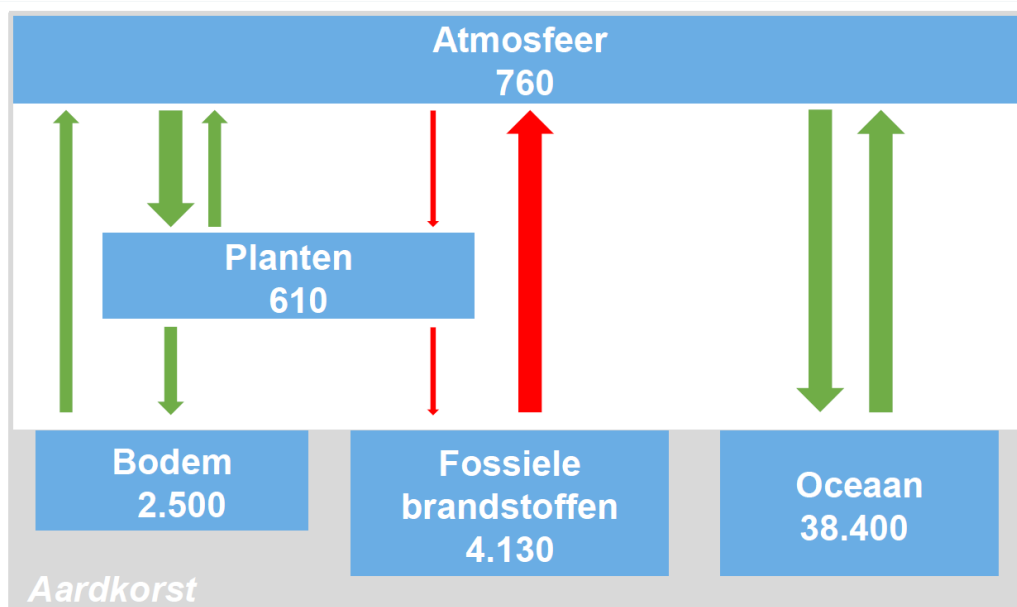 Atmosfeer
760
Planten
610
Bodem
2.500
Fossiele
brandstoffen
4.130
Oceaan
38.400
Aardkorst